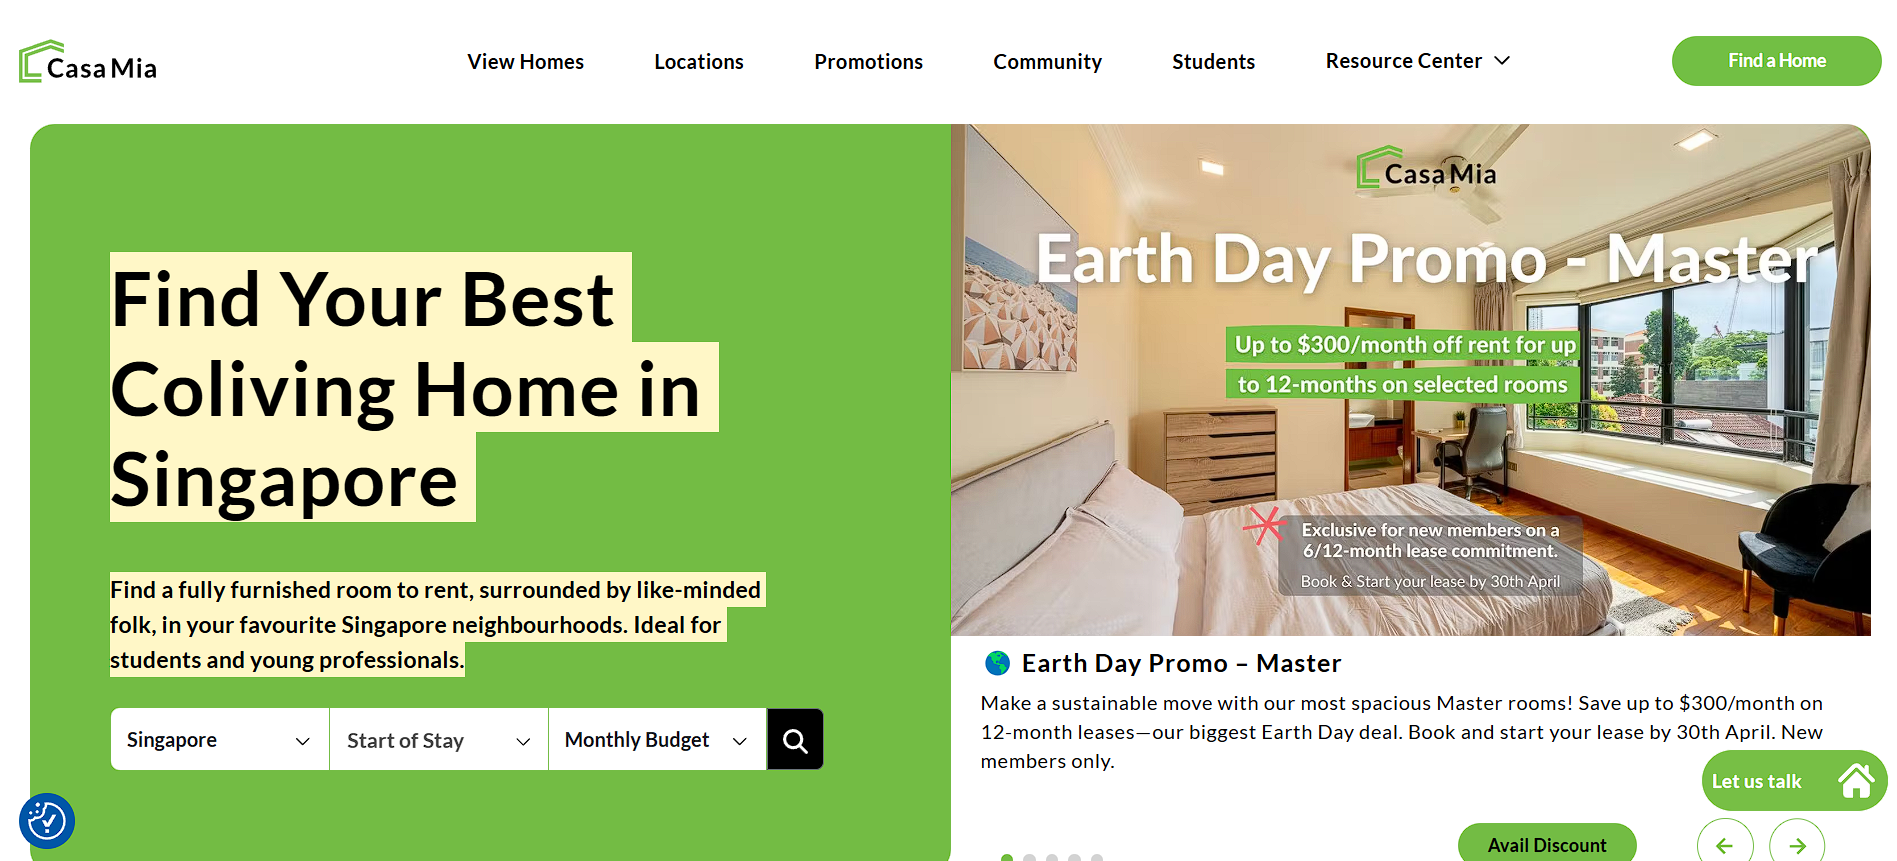 Casa Mia
View Homes
Locations
Promotions
Community
Students
Resource Center
Find a Home
Find Your Best
Coliving Home in
Singapore
Find a fully furnished room to rent, surrounded by like-minded
folk, in your favourite Singapore neighbourhoods. Ideal for
students and young professionals.
Singapore
Start of Stay
Monthly Budget
Casa Mia
Earth Day Promo - Master
Up to $300/month off rent for up
to 12-months on selected rooms
Exclusive for new members on a
6/12-month lease commitment.
Book & Start your lease by 30th April
Earth Day Promo – Master
Make a sustainable move with our most spacious Master rooms! Save up to $300/month on
12-month leases—our biggest Earth Day deal. Book and start your lease by 30th April. New
members only.
Let us talk
Avail Discount